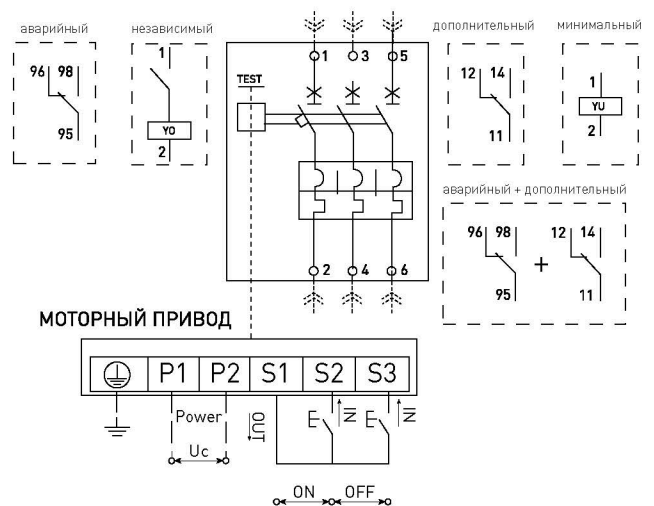 аварийный
независимый
дополнительный
минимальный
96 98
95
1
YO
2
TEST
1 3 5
2 4 6
12 14
11
1
YU
2
аварийный + дополнительный
96 98
95
+
12 14
11
МОТОРНЫЙ ПРИВОД
P1 P2 S1 S2 S3
Power
OUT
IN
IN
Uc
ON OFF